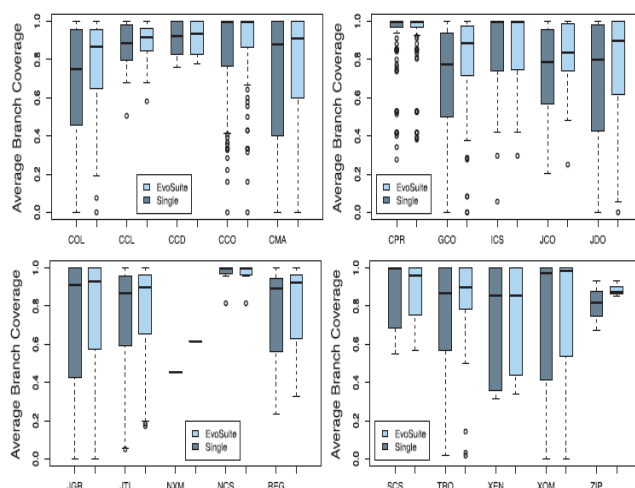 Average Branch Coverage
0.0 0.2 0.4 0.6 0.8 1.0
EvoSuite
Single
COL CCL CCD CCO CMA
Average Branch Coverage
0.0 0.2 0.4 0.6 0.8 1.0
EvoSuite
Single
CPR GCO ICS JCO JDO
Average Branch Coverage
0.0 0.2 0.4 0.6 0.8 1.0
EvoSuite
Single
JGR JTI NXM NCS REG
Average Branch Coverage
0.0 0.2 0.4 0.6 0.8 1.0
EvoSuite
Single
SCS TRO XEN XOM ZIP